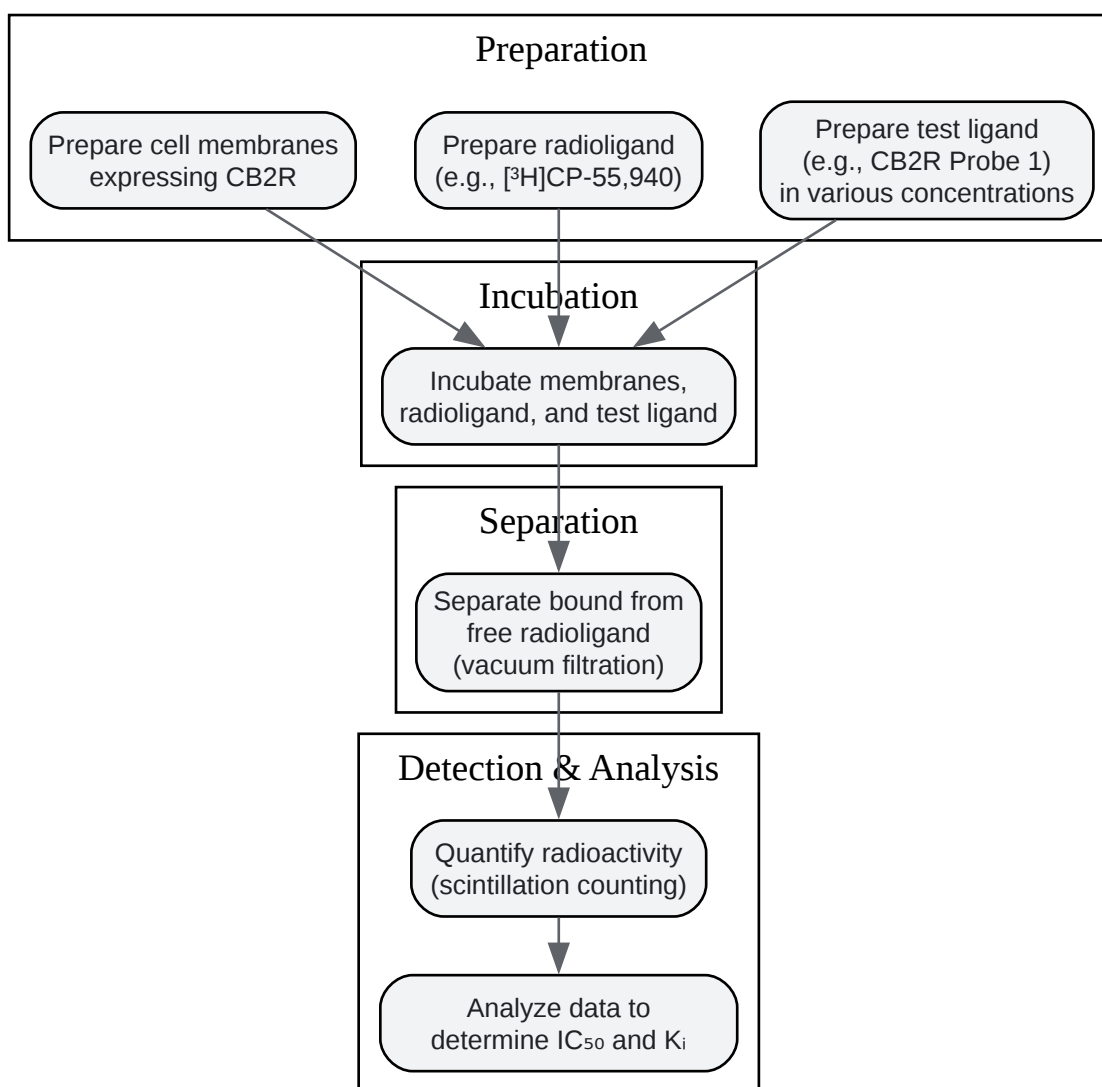 Preparation
Prepare cell membranes
expressing CB2R
Prepare radioligand
(e.g., [³H]CP-55,940)
Prepare test ligand
(e.g., CB2R Probe 1)
in various concentrations
Incubation
Incubate membranes,
radioligand, and test ligand
Separation
Separate bound from
free radioligand
(vacuum filtration)
Detection & Analysis
Quantify radioactivity
(scintillation counting)
Analyze data to
determine IC₅₀ and Kᵢ